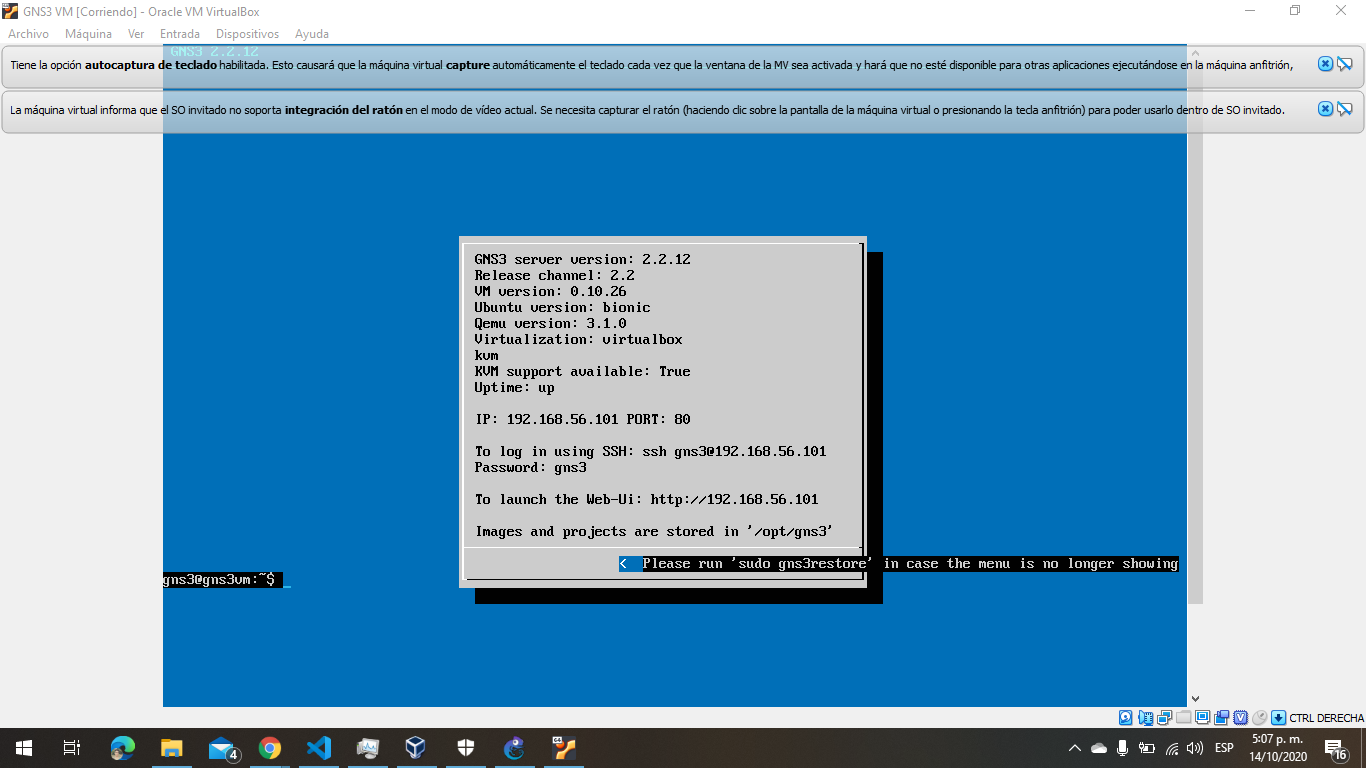 GNS3 VM [Corriendo] - Oracle VM VirtualBox
Archivo Máquina Ver Entrada Dispositivos Ayuda
GNS3 2.2.12
Tiene la opción autocaptura de teclado habilitada. Esto causará que la máquina virtual capture automáticamente el teclado cada vez que la ventana de la MV sea activada y hará que no esté disponible para otras aplicaciones ejecutándose en la máquina anfitrión,
La máquina virtual informa que el SO invitado no soporta integración del ratón en el modo de vídeo actual. Se necesita capturar el ratón (haciendo clic sobre la pantalla de la máquina virtual o presionando la tecla anfitrión) para poder usarlo dentro de SO invitado.
GNS3 server version: 2.2.12
Release channel: 2.2
VM version: 0.10.26
Ubuntu version: bionic
Qemu version: 3.1.0
Virtualization: virtualbox
kvm
KVM support available: True
Uptime: up
IP: 192.168.56.101 PORT: 80
To log in using SSH: ssh gns3@192.168.56.101
Password: gns3
To launch the Web-Ui: http://192.168.56.101
Images and projects are stored in '/opt/gns3'
< Please run 'sudo gns3restore' in case the menu is no longer showing
gns3@gns3vm:~$ _
CTRL DERECHA
4
ESP
5:07 p. m.
14/10/2020
16